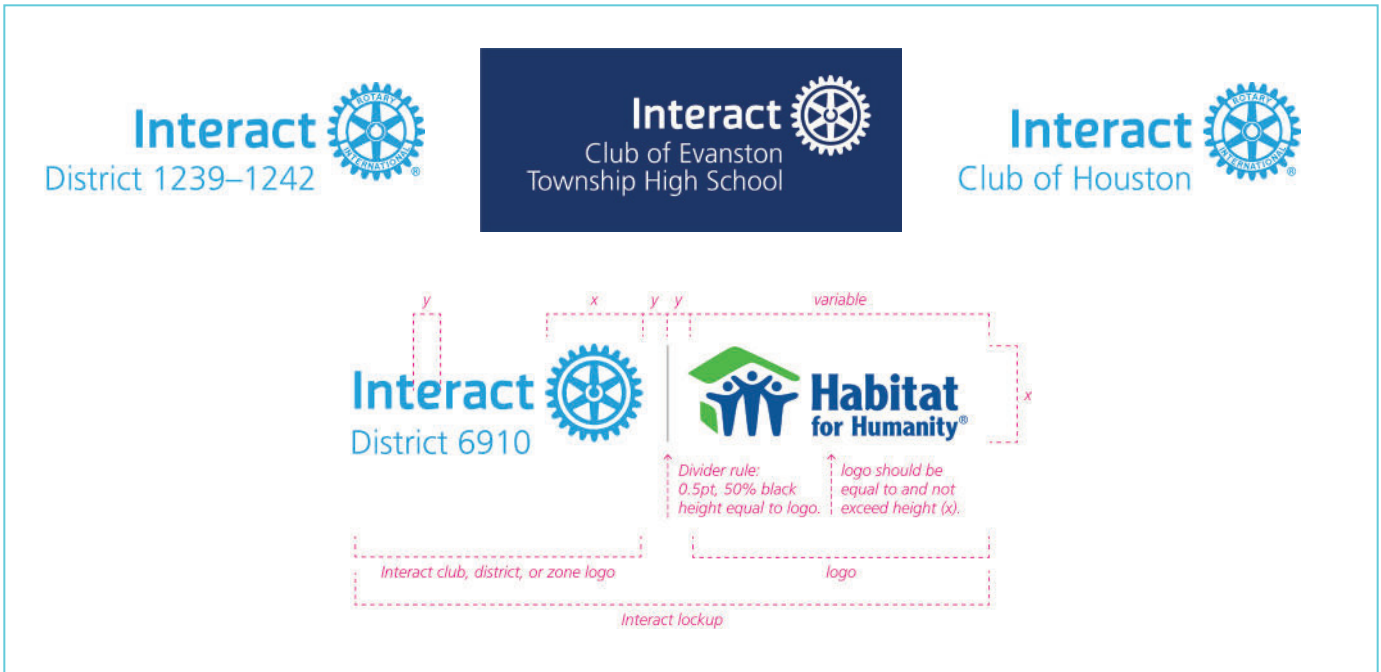 Interact
District 1239–1242
ROTARY
INTERNATIONAL
®
Interact
Club of Evanston
Township High School
Interact
Club of Houston
ROTARY
INTERNATIONAL
®
y
x
y
y
variable
Interact
District 6910
Habitat
for Humanity®
x
Divider rule:
0.5pt, 50% black
height equal to logo.
logo should be
equal to and not
exceed height (x).
Interact club, district, or zone logo
logo
Interact lockup